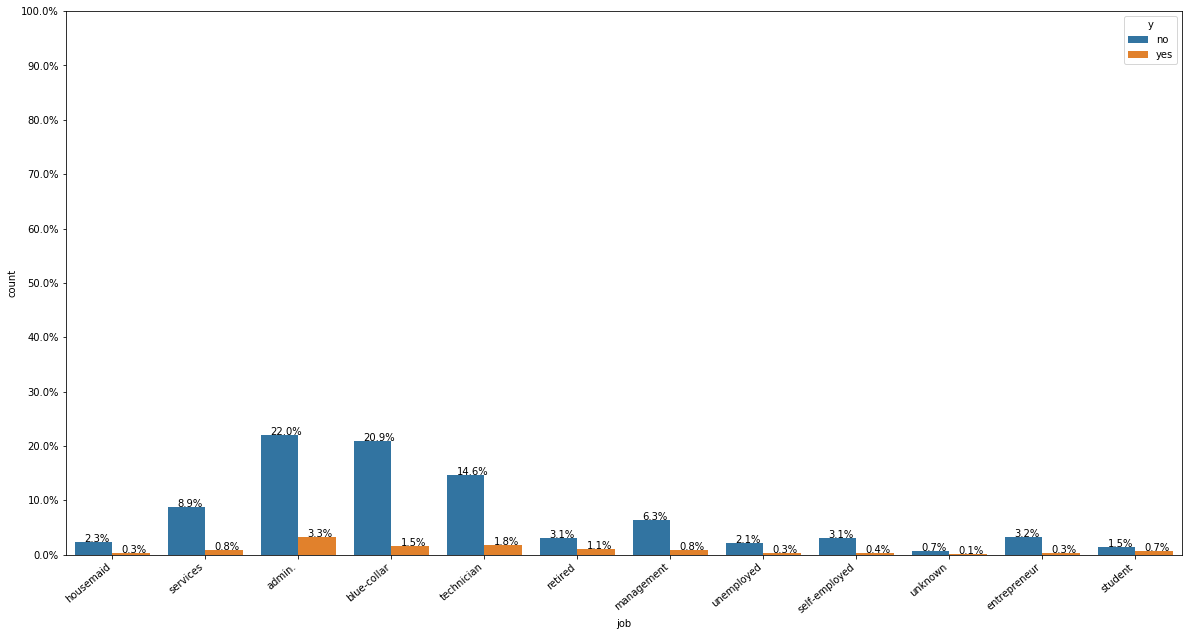 100.0%
90.0%
80.0%
70.0%
60.0%
50.0%
40.0%
30.0%
20.0%
10.0%
0.0%
count
y
no
yes
2.3%
0.3%
8.9%
0.8%
22.0%
3.3%
20.9%
1.5%
14.6%
1.8%
3.1%
1.1%
6.3%
0.8%
2.1%
0.3%
3.1%
0.4%
0.7%
0.1%
3.2%
0.3%
1.5%
0.7%
housemaid
services
admin.
blue-collar
technician
retired
management
unemployed
self-employed
unknown
entrepreneur
student
job